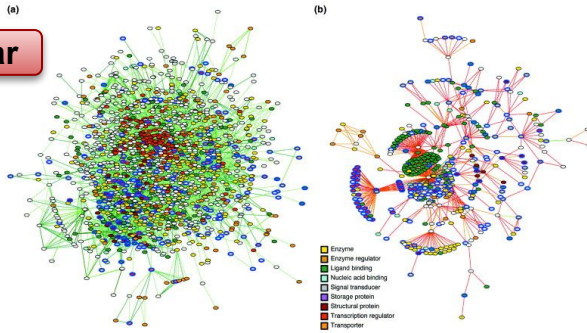 (a)
(b)
ar
Enzyme
Enzyme regulator
Ligand binding
Nucleic acid binding
Signal transducer
Storage protein
Structural protein
Transcription regulator
Transporter